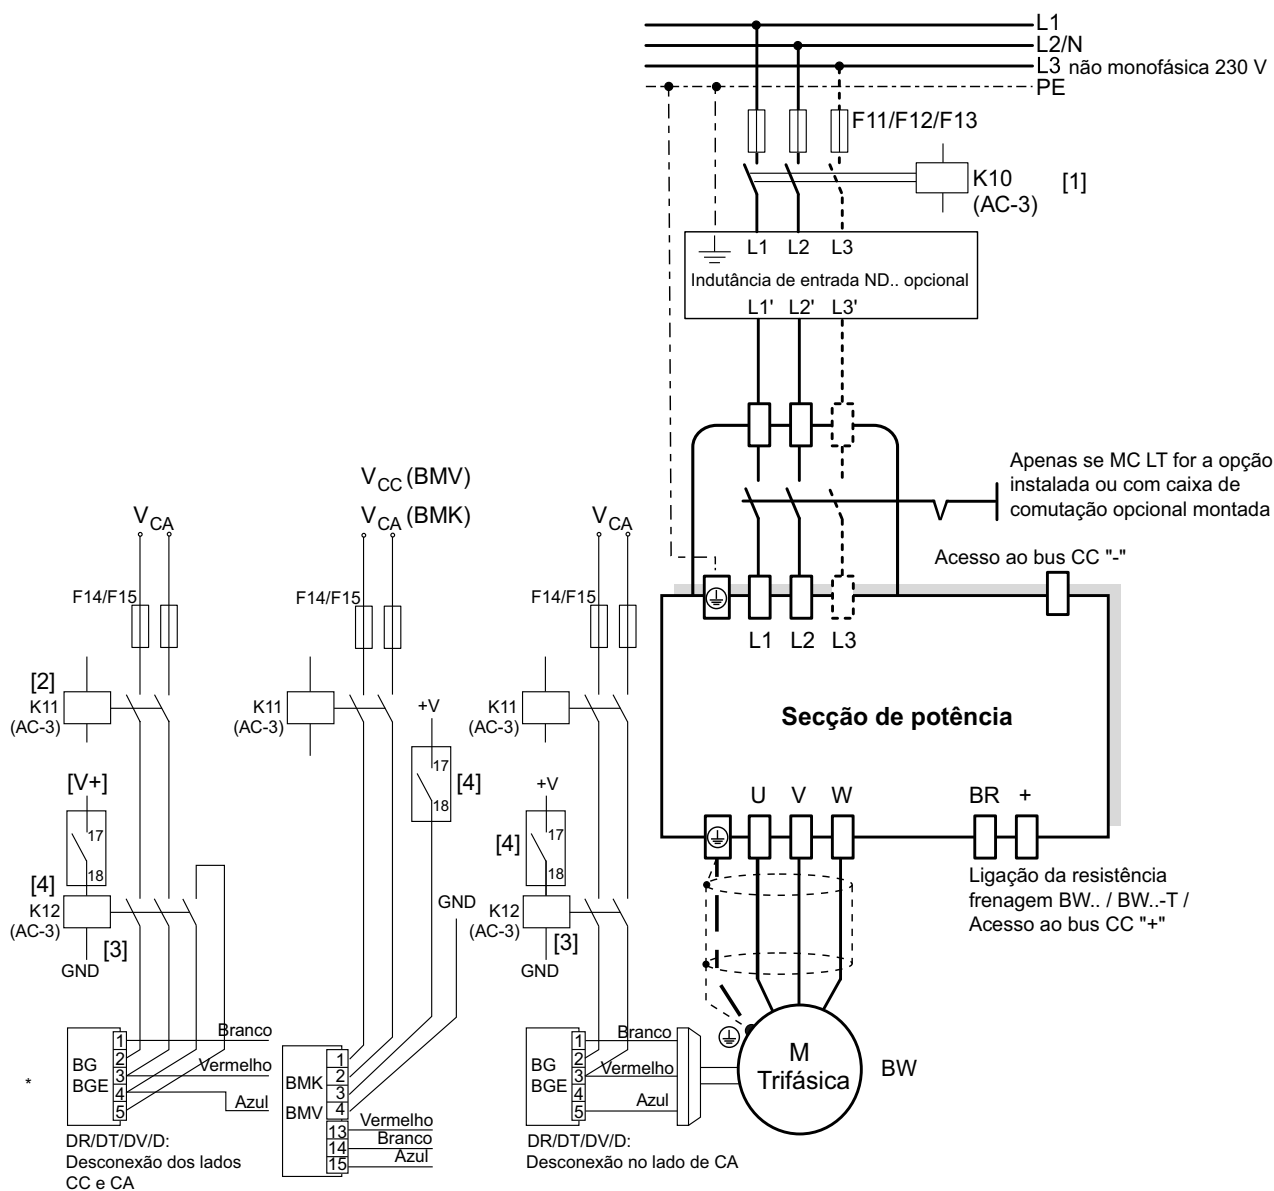 L1
L2/N
L3 não monofásica 230 V
PE
F11/F12/F13
K10
(AC-3)
[1]
L1 L2 L3
Indutância de entrada ND.. opcional
L1' L2' L3'
Apenas se MC LT for a opção
instalada ou com caixa de
comutação opcional montada
Acesso ao bus CC "-"
L1 L2 L3
Secção de potência
U V W
BR +
Ligação da resistência
frenagem BW.. / BW..-T /
Acesso ao bus CC "+"
M
Trifásica
BW
VCA
F14/F15
[2]
K11
(AC-3)
[V+]
17
18
[4]
K12
(AC-3)
[3]
GND
BG
BGE
1
2
3
4
5
Branco
Vermelho
Azul
*
DR/DT/DV/D:
Desconexão dos lados
CC e CA
VCC (BMV)
VCA (BMK)
F14/F15
K11
(AC-3)
+V
17
18
[4]
GND
BMK
BMV
1
2
3
4
13
14
15
Vermelho
Branco
Azul
VCA
F14/F15
K11
(AC-3)
+V
17
18
[4]
K12
(AC-3)
[3]
GND
BG
BGE
1
2
3
4
5
Branco
Vermelho
Azul
DR/DT/DV/D:
Desconexão no lado de CA